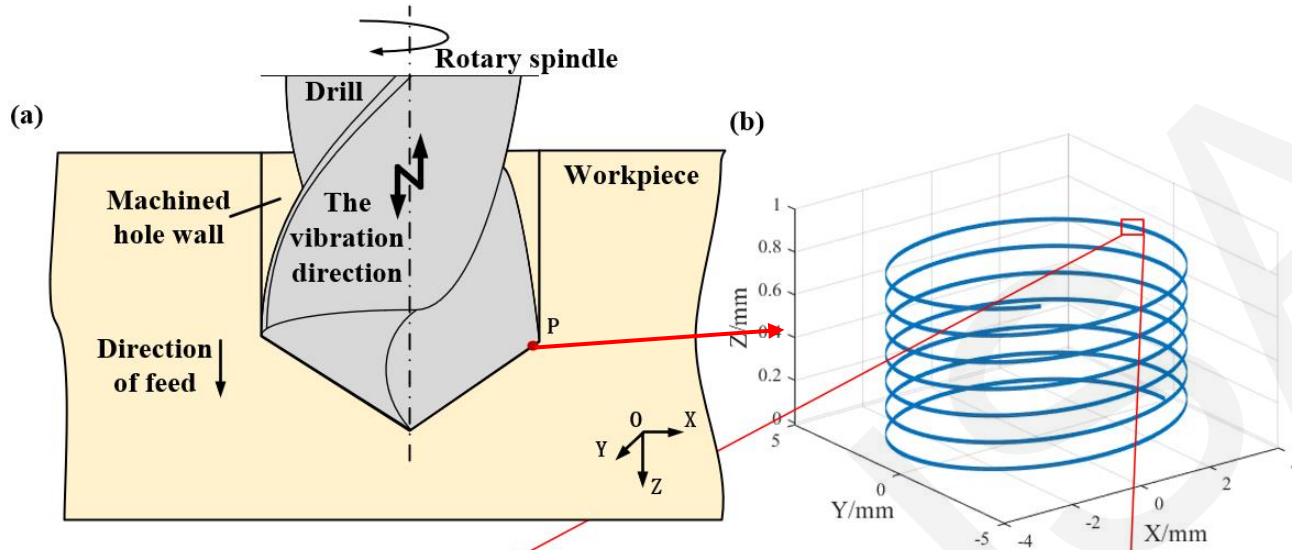 (a)
Rotary spindle
Drill
Machined
hole wall
The
vibration
direction
Workpiece
Direction
of feed
P
O
X
Y
Z
(b)
1
0.8
0.6
0.2
0
Z/mm
5
0
-5
Y/mm
-4
-2
0
2
X/mm